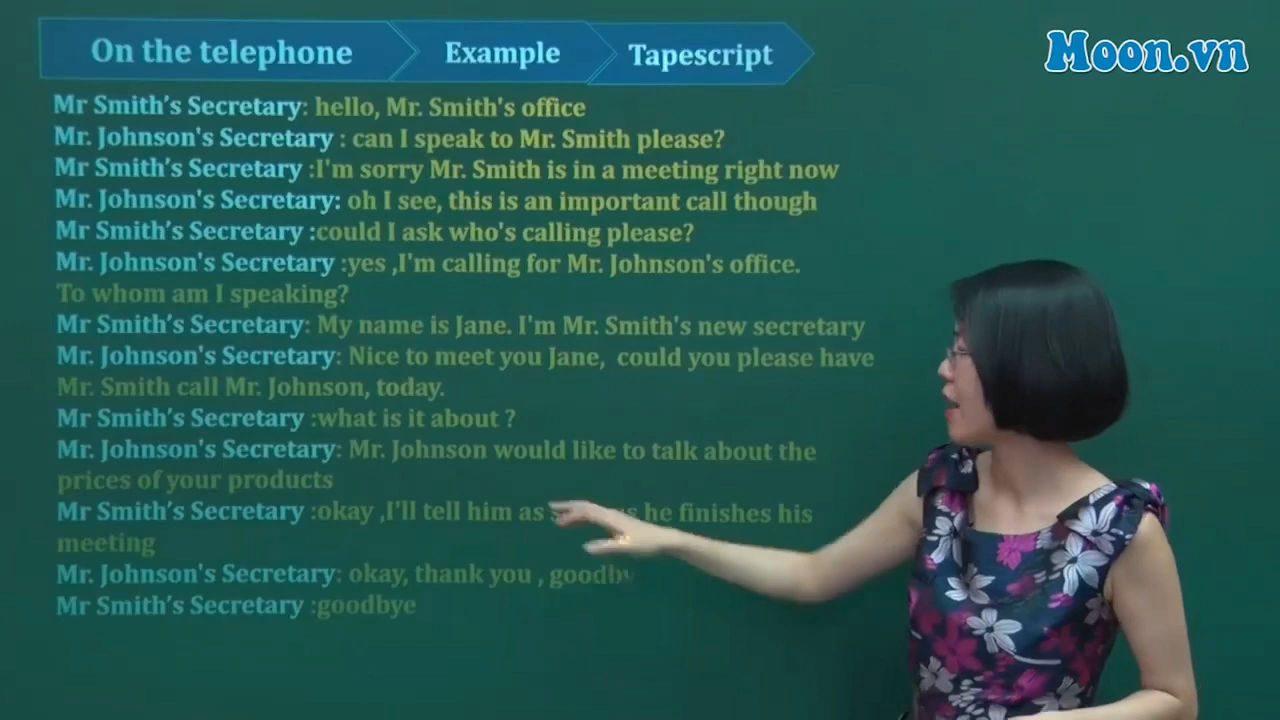 On the telephone Example Tapescript
Moon.vn
Mr Smith’s Secretary: hello, Mr. Smith's office
Mr. Johnson's Secretary : can I speak to Mr. Smith please?
Mr Smith’s Secretary :I'm sorry Mr. Smith is in a meeting right now
Mr. Johnson's Secretary: oh I see, this is an important call though
Mr Smith’s Secretary :could I ask who's calling please?
Mr. Johnson's Secretary :yes ,I'm calling for Mr. Johnson's office.
To whom am I speaking?
Mr Smith’s Secretary: My name is Jane. I'm Mr. Smith's new secretary
Mr. Johnson's Secretary: Nice to meet you Jane, could you please have
Mr. Smith call Mr. Johnson, today.
Mr Smith’s Secretary :what is it about ?
Mr. Johnson's Secretary: Mr. Johnson would like to talk about the
prices of your products
Mr Smith’s Secretary :okay ,I'll tell him as he finishes his
meeting
Mr. Johnson's Secretary: okay, thank you ,
Mr Smith’s Secretary :goodbye